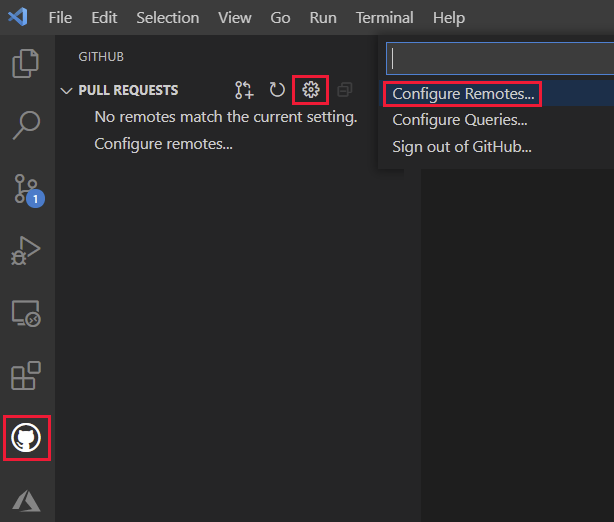 File Edit Selection View Go Run Terminal Help
GITHUB
PULL REQUESTS
No remotes match the current setting.
Configure remotes...
Configure Remotes...
Configure Queries...
Sign out of GitHub...
1